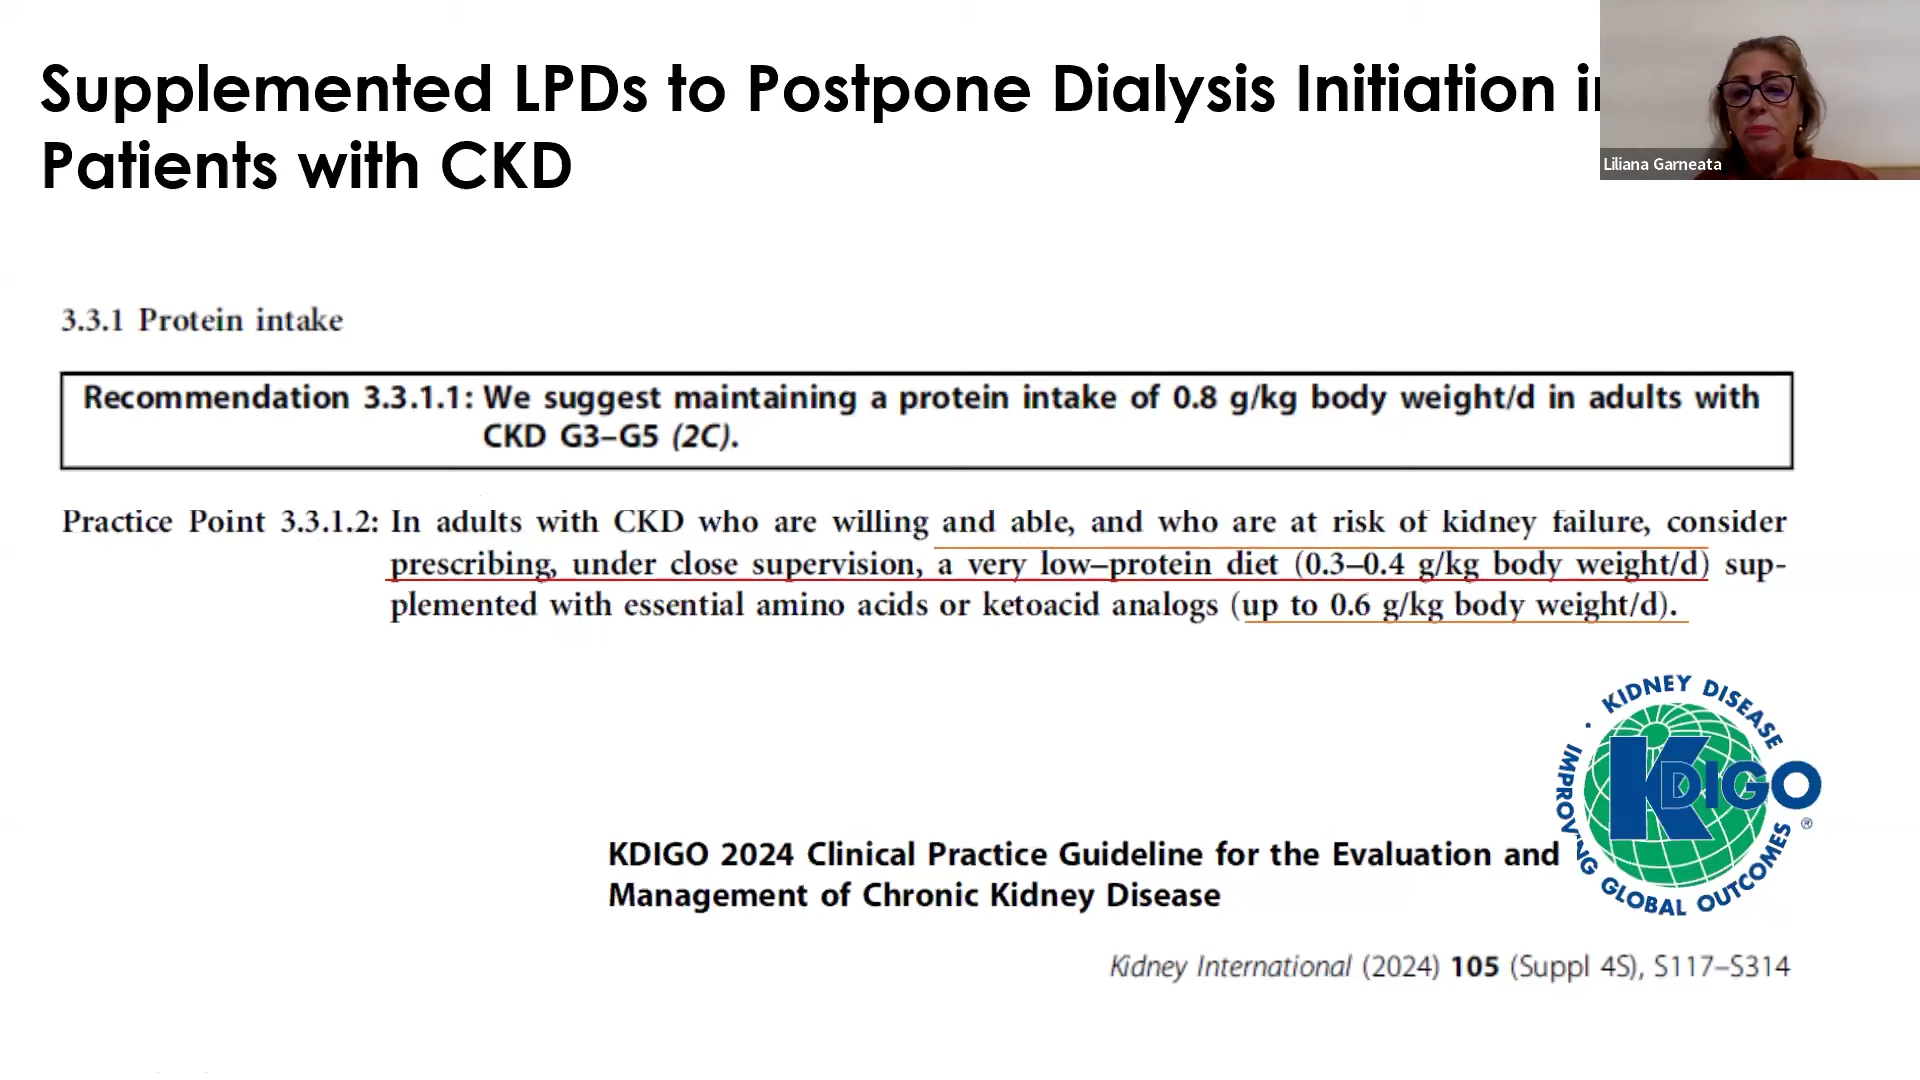 Supplemented LPDs to Postpone Dialysis Initiation
Patients with CKD
Liliana Garneata
3.3.1 Protein intake
Recommendation 3.3.1.1: We suggest maintaining a protein intake of 0.8 g/kg body weight/d in adults with
CKD G3–G5 (2C).
Practice Point 3.3.1.2: In adults with CKD who are willing and able, and who are at risk of kidney failure, consider
prescribing, under close supervision, a very low–protein diet (0.3–0.4 g/kg body weight/d) sup-
plemented with essential amino acids or ketoacid analogs (up to 0.6 g/kg body weight/d).
· KIDNEY DISEASE
IMPROVING GLOBAL OUTCOMES
KDIGO
®
KDIGO 2024 Clinical Practice Guideline for the Evaluation and
Management of Chronic Kidney Disease
Kidney International (2024) 105 (Suppl 4S), S117–S314